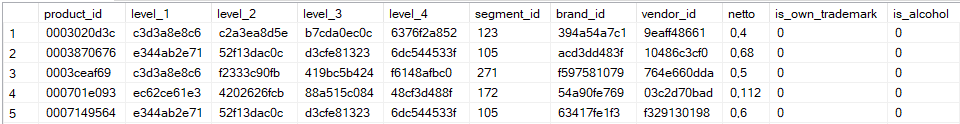 product_id level_1 level_2 level_3 level_4 segment_id brand_id vendor_id netto is_own_trademark is_alcohol
1 0003020d3c c3d3a8e8c6 c2a3ea8d5e b7cda0ec0c 6376f2a852 123 394a54a7c1 9eaff48661 0,4 0 0
2 0003870676 e344ab2e71 52f13dac0c d3cfe81323 6dc544533f 105 acd3dd483f 10486c3cf0 0,68 0 0
3 0003ceaf69 c3d3a8e8c6 f2333c90fb 419bc5b424 f6148afbc0 271 f597581079 764e660dda 0,5 0 0
4 000701e093 ec62ce61e3 4202626fcb 88a515c084 48cf3d488f 172 54a90fe769 03c2d70bad 0,112 0 0
5 0007149564 e344ab2e71 52f13dac0c d3cfe81323 6dc544533f 105 63417fe1f3 f329130198 0,6 0 0